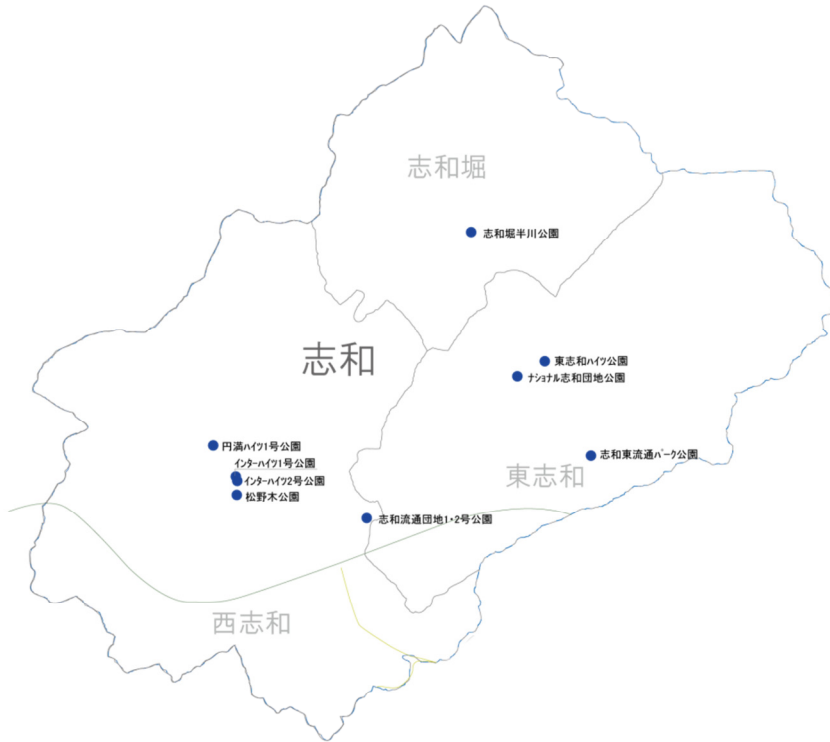 志和堀
志和堀半川公園
志和
東志和ハイツ公園
ナショナル志和団地公園
円満ハイツ1号公園
インターハイツ1号公園
インターハイツ2号公園
松野木公園
志和東流通パーク公園
東志和
志和流通団地1・2号公園
西志和